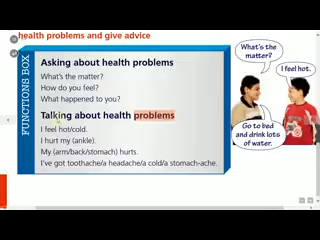 health problems and give advice
FUNCTIONS BOX
Asking about health problems
What's the matter?
How do you feel?
What happened to you?
Talking about health problems
I feel hot/cold.
I hurt my (ankle).
My (arm/back/stomach) hurts.
I've got toothache/a headache/a cold/a stomach-ache.
What's the
matter?
I feel hot.
Go to bed
and drink lots
of water.